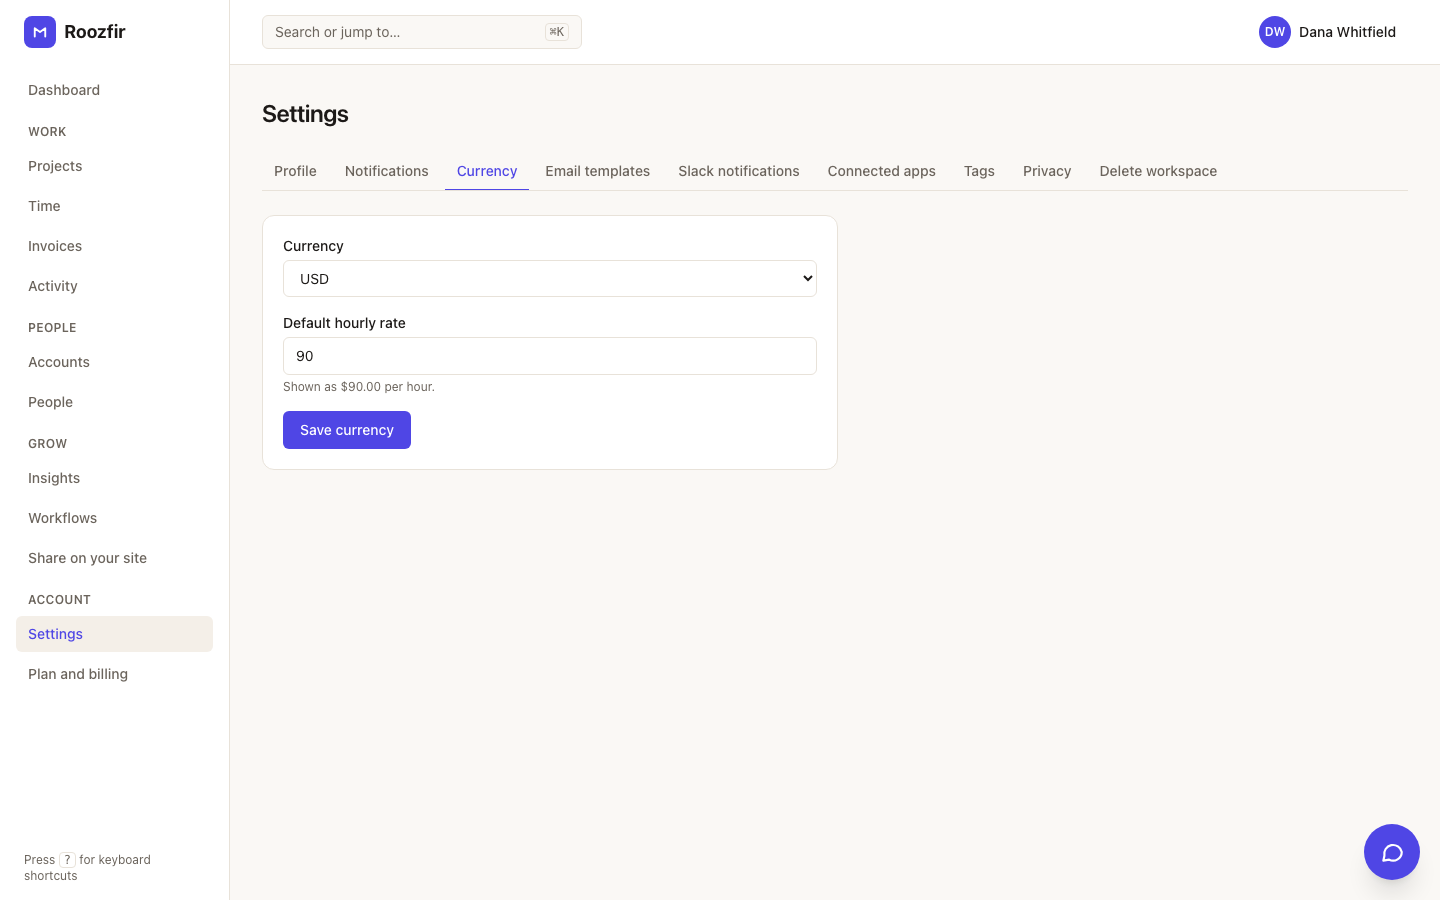 Roozfir
Search or jump to...
⌘K
DW
Dana Whitfield
Dashboard
WORK
Projects
Time
Invoices
Activity
PEOPLE
Accounts
People
GROW
Insights
Workflows
Share on your site
ACCOUNT
Settings
Plan and billing
Press ? for keyboard
shortcuts
Settings
Profile
Notifications
Currency
Email templates
Slack notifications
Connected apps
Tags
Privacy
Delete workspace
Currency
USD
Default hourly rate
90
Shown as $90.00 per hour.
Save currency